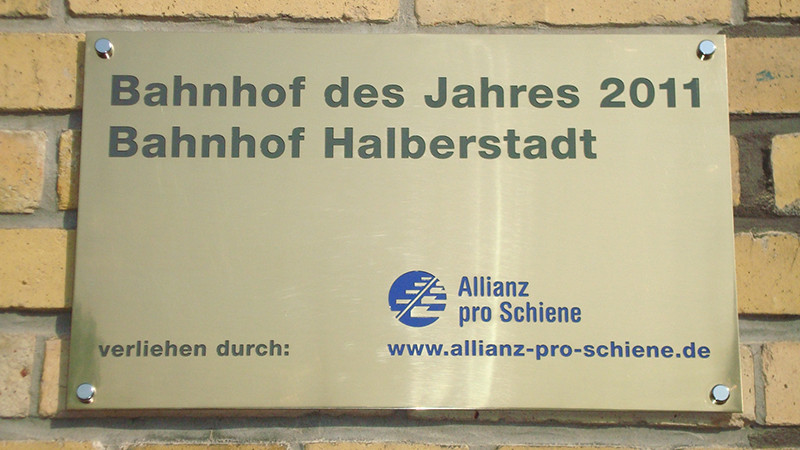 Bahnhof des Jahres 2011
Bahnhof Halberstadt
Allianz
pro Schiene
verliehen durch:
www.allianz-pro-schiene.de